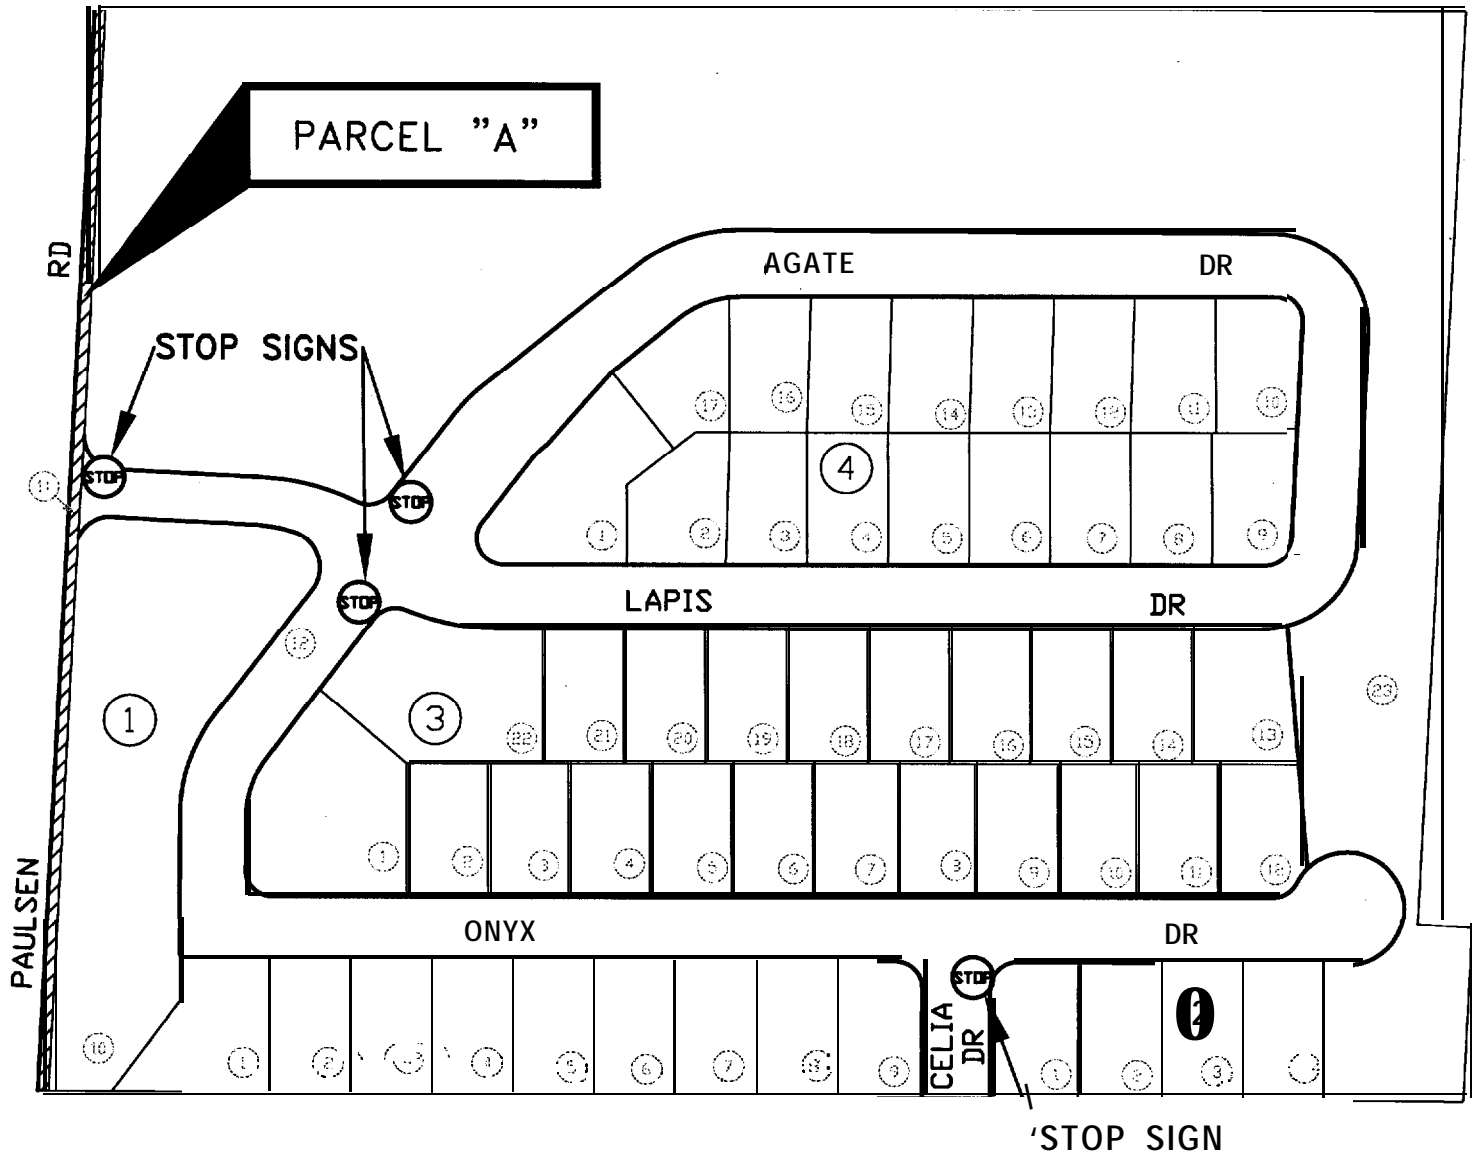 PARCEL "A"
RD
AGATE DR
STOP SIGNS
17 16 15 14 13 12 11 10
4
STOP
11
STOP
1 2 3 4 5 6 7 8 9
STOP
LAPIS DR
12
23
1
3
22 21 20 19 18 17 16 15 14 13
1 2 3 4 5 6 7 8 9 10 11 12
PAULSEN
ONYX DR
STOP
CELIA
DR
2
10
1 2 3 4 5 6 7 8 9
1 2 3
'STOP SIGN